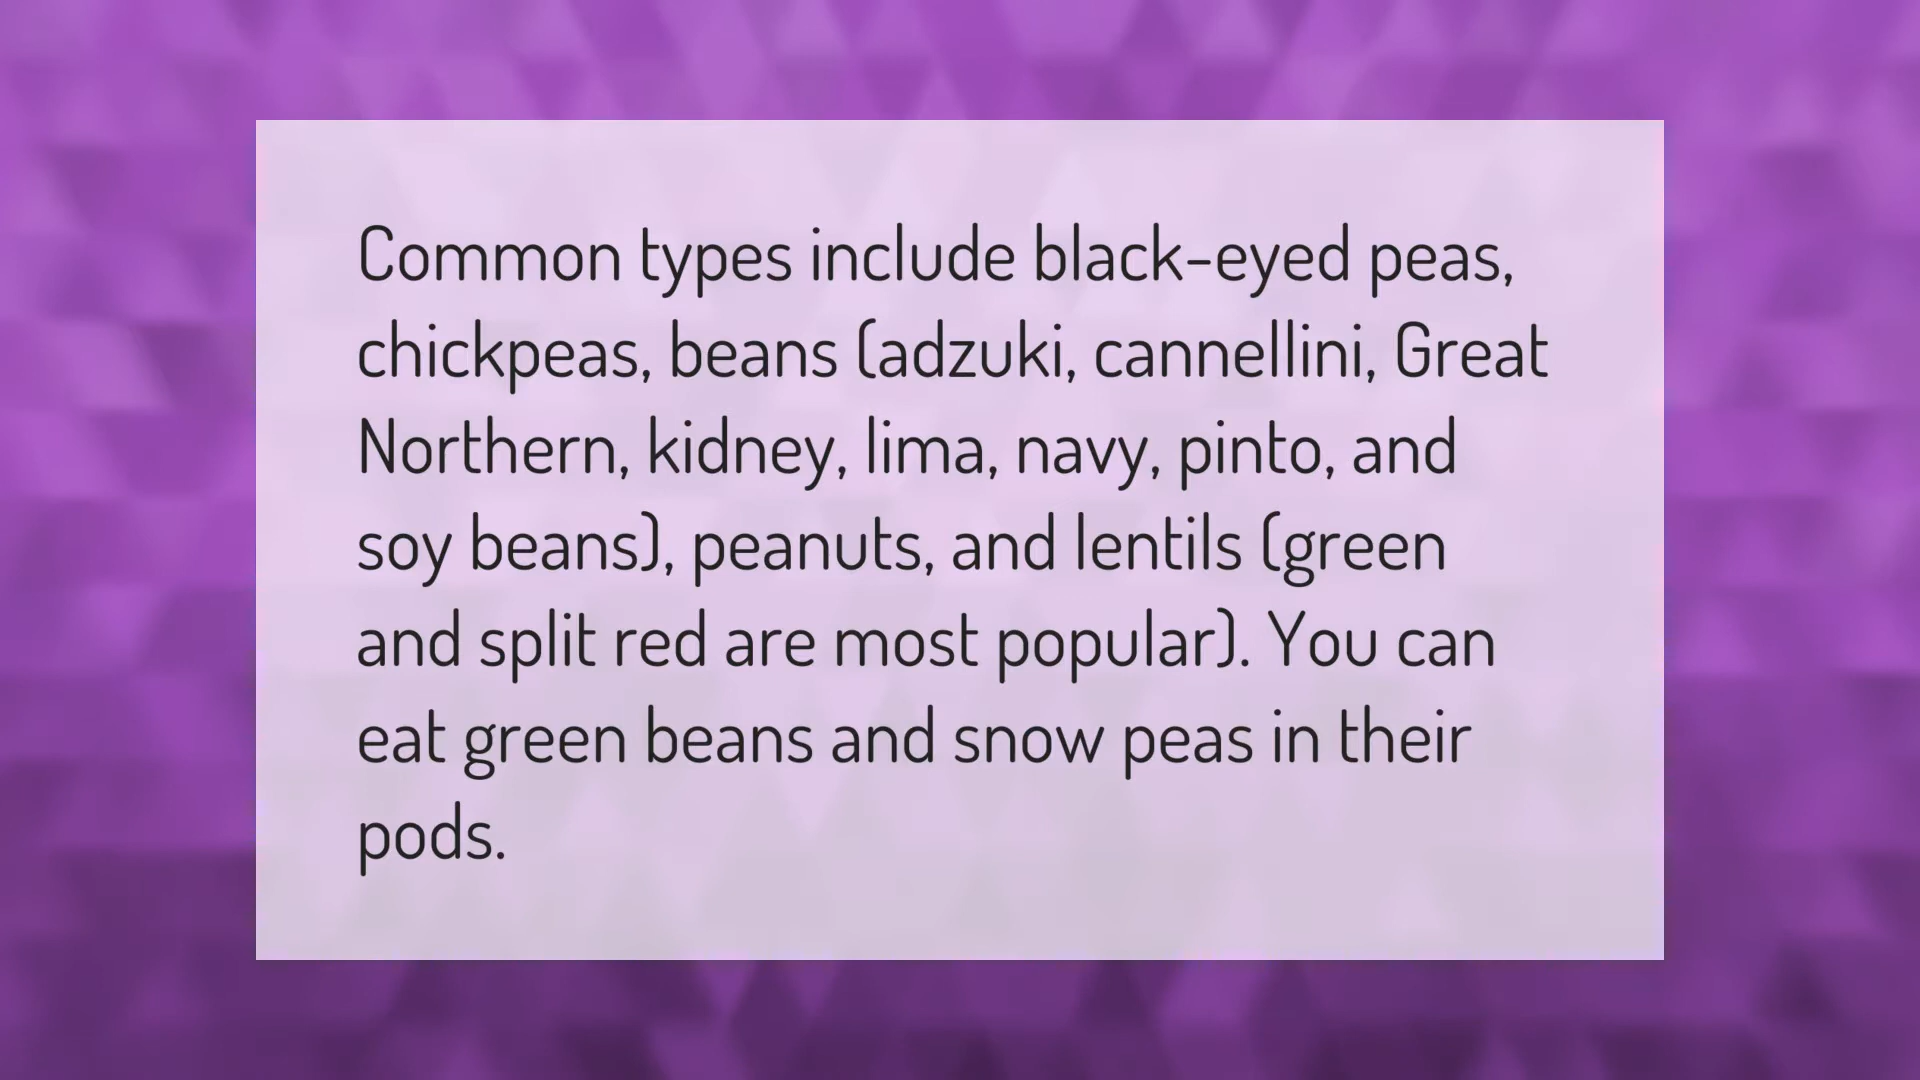 Common types include black-eyed peas,
chickpeas, beans (adzuki, cannellini, Great
Northern, kidney, lima, navy, pinto, and
soy beans), peanuts, and lentils (green
and split red are most popular). You can
eat green beans and snow peas in their
pods.